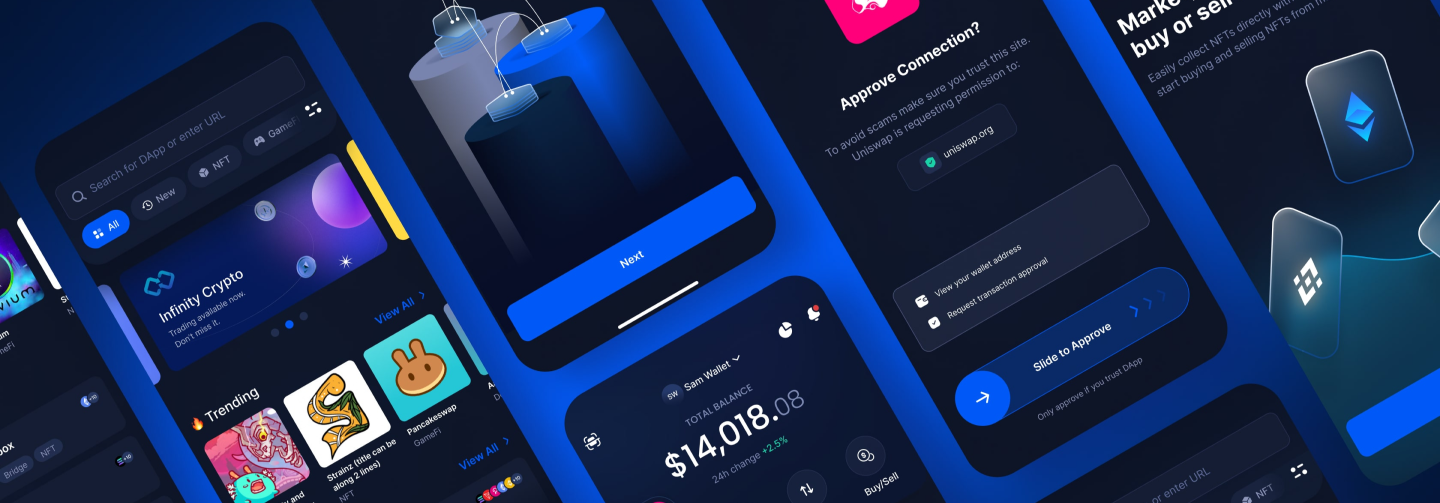 Search for DApp or enter URL
All
New
NFT
GameF
Infinity Crypto
Trading available now.
Don't miss it.
View All
Trending
Strainz (title can be
along 2 lines)
NFT
Pancakeswap
GameFi
View All
Bridge
NFT
Next
SW
Sam Wallet
TOTAL BALANCE
$14,018.08
24h change +2.5%
Buy/Sell
Approve Connection?
To avoid scams make sure you trust this site.
Uniswap is requesting permission to:
uniswap.org
View your wallet address
Request transaction approval
Slide to Approve
Only approve if you trust DApp
or enter URL
NFT
buy or sell
Easily collect NFTs directly
start buying and selling NFTs from